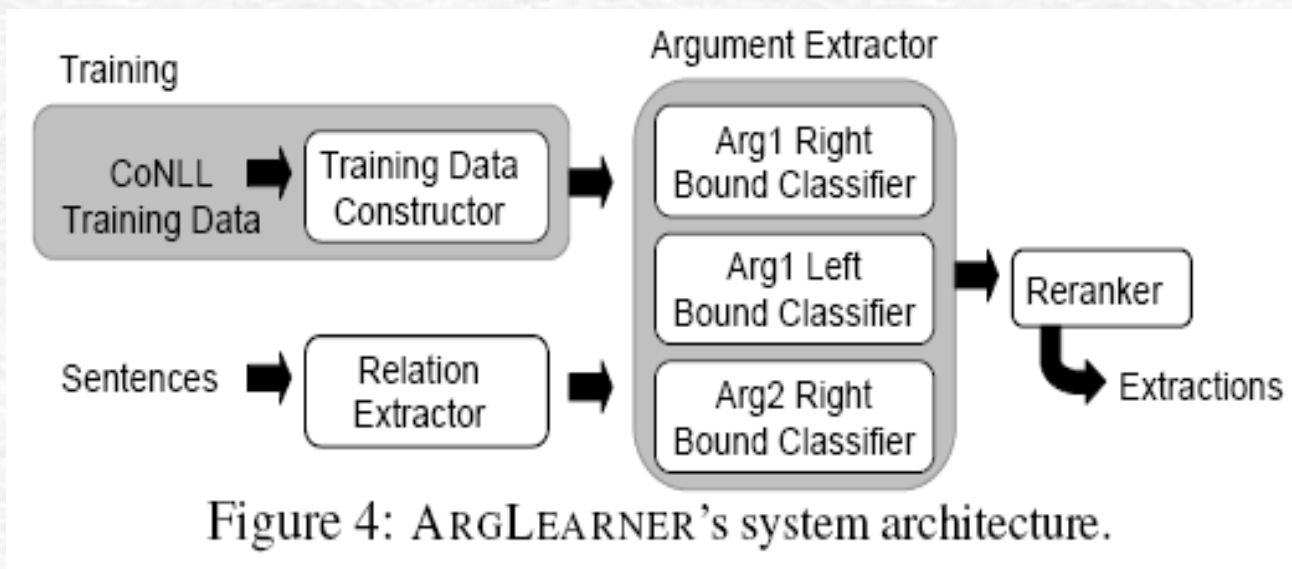 Training
CoNLL
Training Data
Training Data
Constructor
Sentences
Relation
Extractor
Argument Extractor
Arg1 Right
Bound Classifier
Arg1 Left
Bound Classifier
Arg2 Right
Bound Classifier
Reranker
Extractions
Figure 4: ARGLEARNER's system architecture.